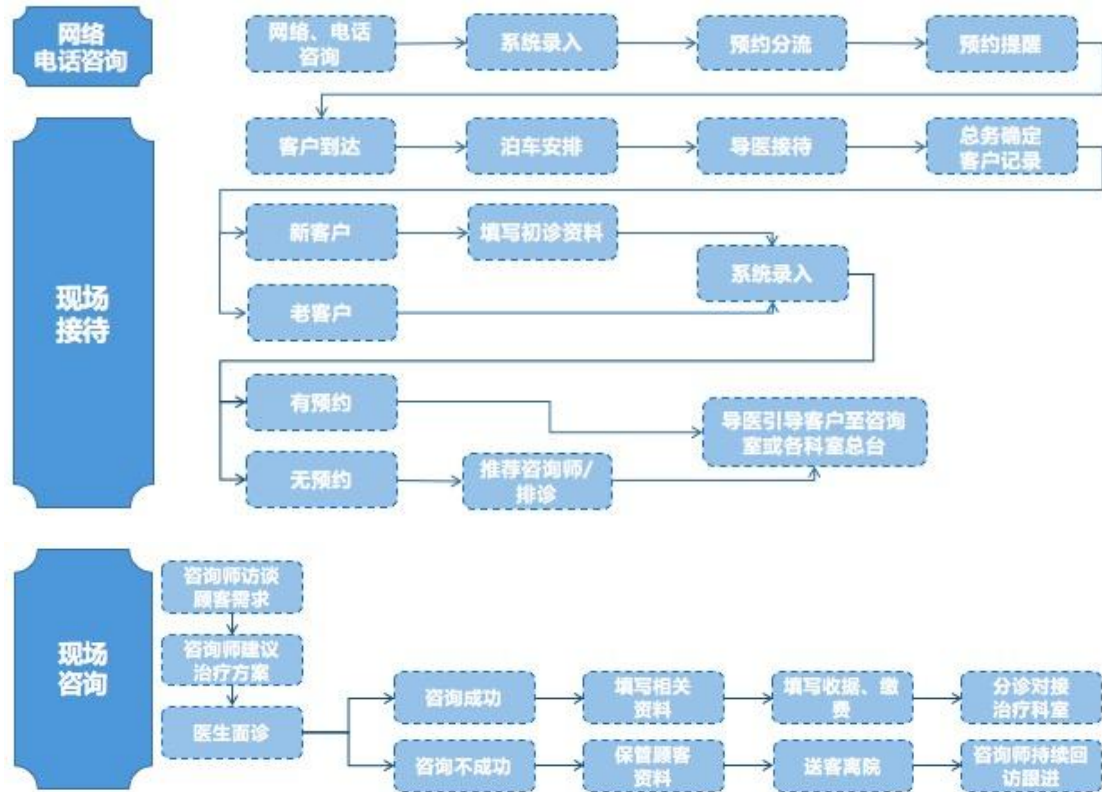 网络
电话咨询
网络、电话
咨询
系统录入
预约分流
预约提醒
现场
接待
客户到达
泊车安排
导医接待
总务确定
客户记录
新客户
填写初诊资料
系统录入
老客户
有预约
导医引导客户至咨询
室或各科室总台
无预约
推荐咨询师/
排诊
现场
咨询
咨询师访谈
顾客需求
咨询师建议
治疗方案
医生面诊
咨询成功
填写相关
资料
填写收据、缴
费
分诊对接
治疗科室
咨询不成功
保管顾客
资料
送客离院
咨询师持续回
访跟进